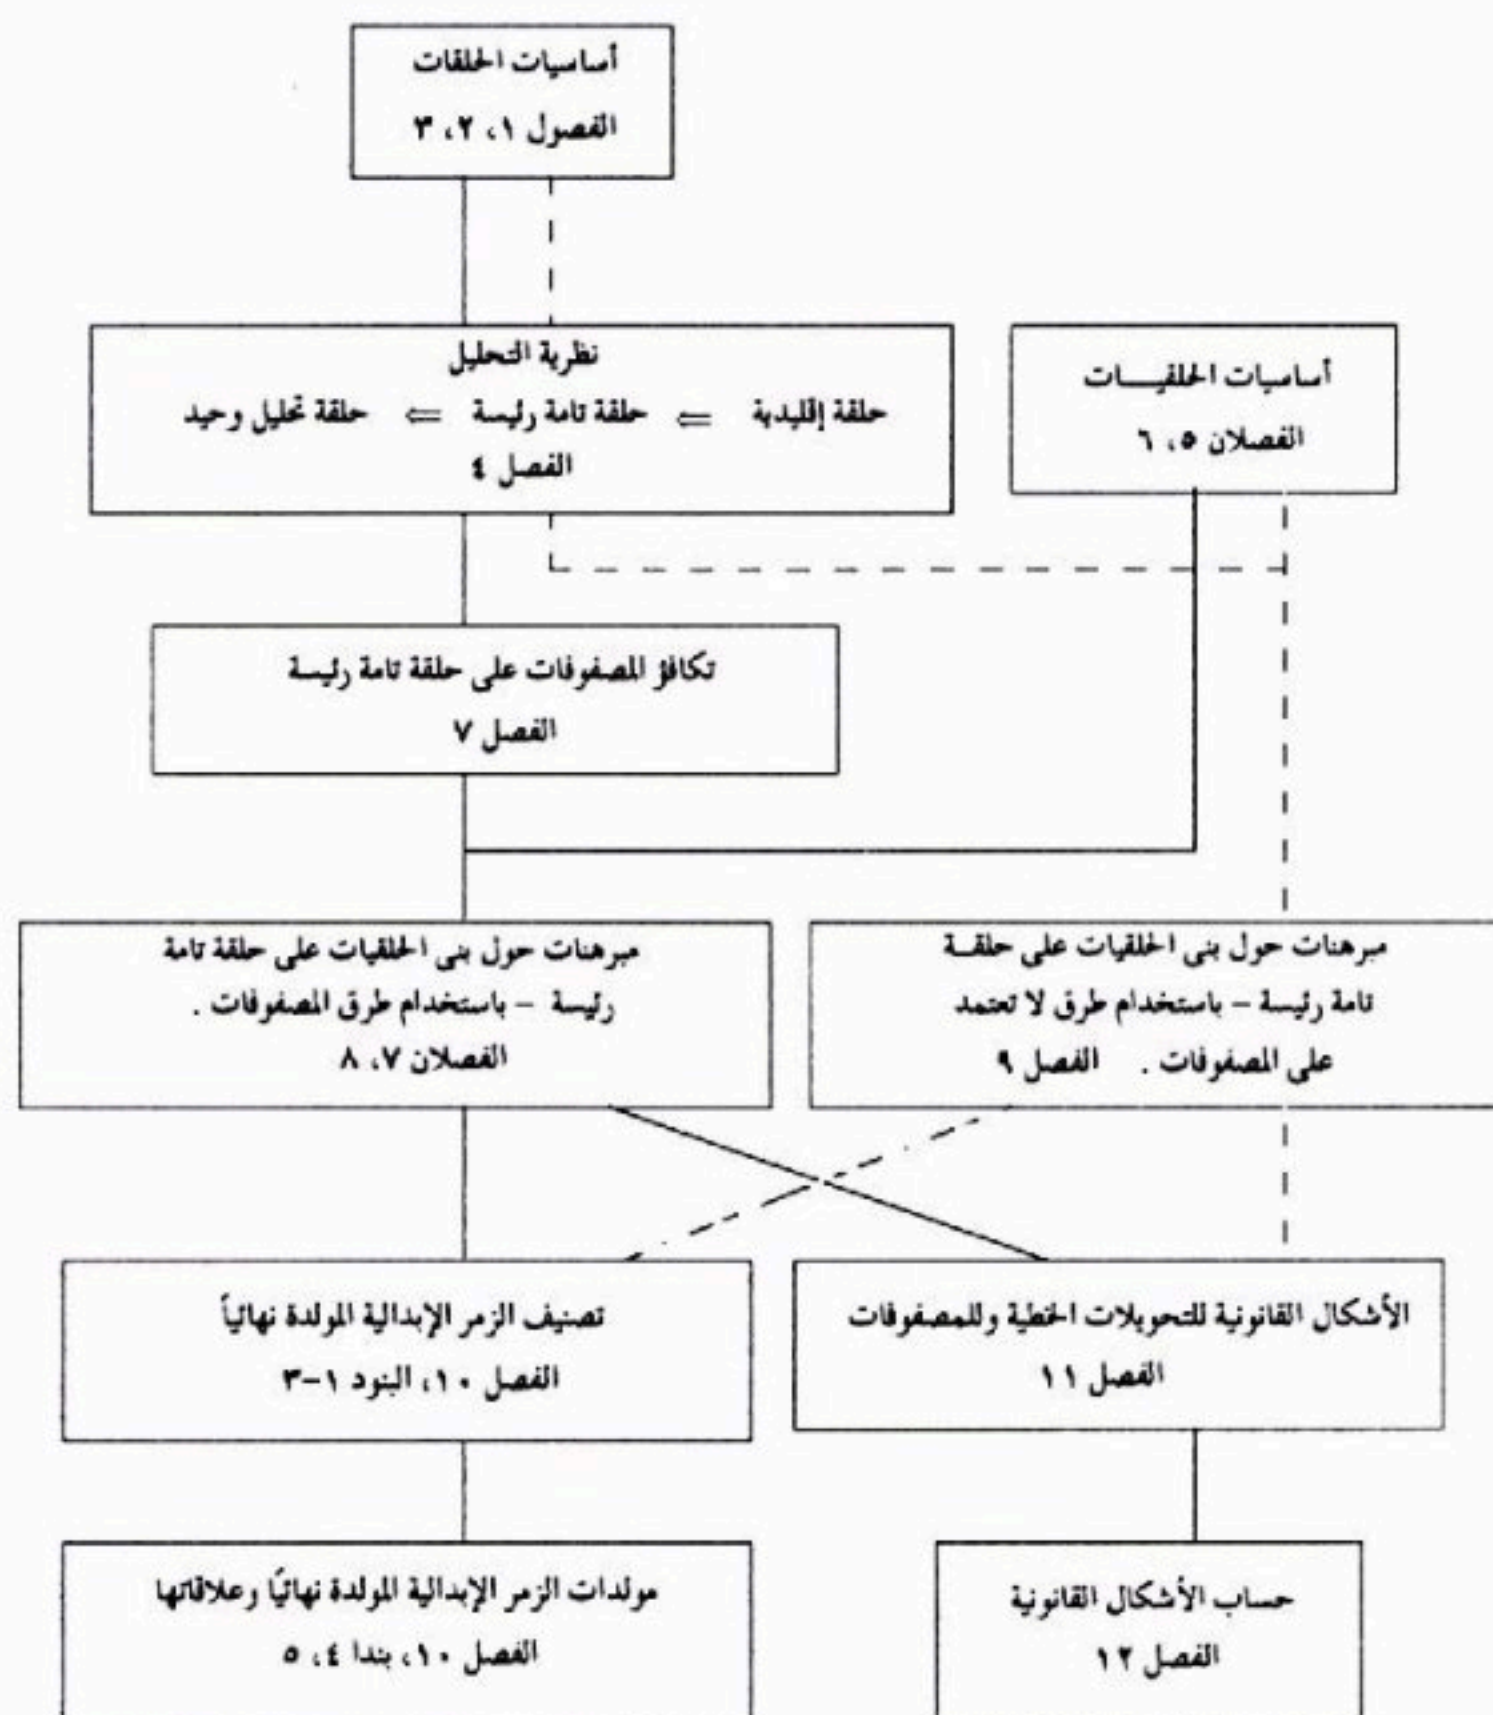 أساسيات الحلقات
الفصول ١، ٢، ٣
نظرية التحليل
حلقة إقليدية ⇐ حلقة تامة رئيسة ⇐ حلقة تحليل وحيد
الفصل ٤
أساسيات الحلقيـــات
الفصلان ٥، ٦
تكافؤ المصفوفات على حلقة تامة رئيسة
الفصل ٧
مبرهنات حول بنى الحلقيات على حلقة تامة
رئيسة – باستخدام طرق المصفوفات .
الفصلان ٧، ٨
مبرهنات حول بنى الحلقيات على حلقـة
تامة رئيسة – باستخدام طرق لا تعتمد
على المصفوفات . الفصل ٩
تصنيف الزمر الإبدالية المولدة نهائياً
الفصل ١٠، البنود ١–٣
الأشكال القانونية للتحويلات الخطية وللمصفوفات
الفصل ١١
مولدات الزمر الإبدالية المولدة نهائيًا وعلاقاتها
الفصل ١٠، بندا ٤، ٥
حساب الأشكال القانونية
الفصل ١٢